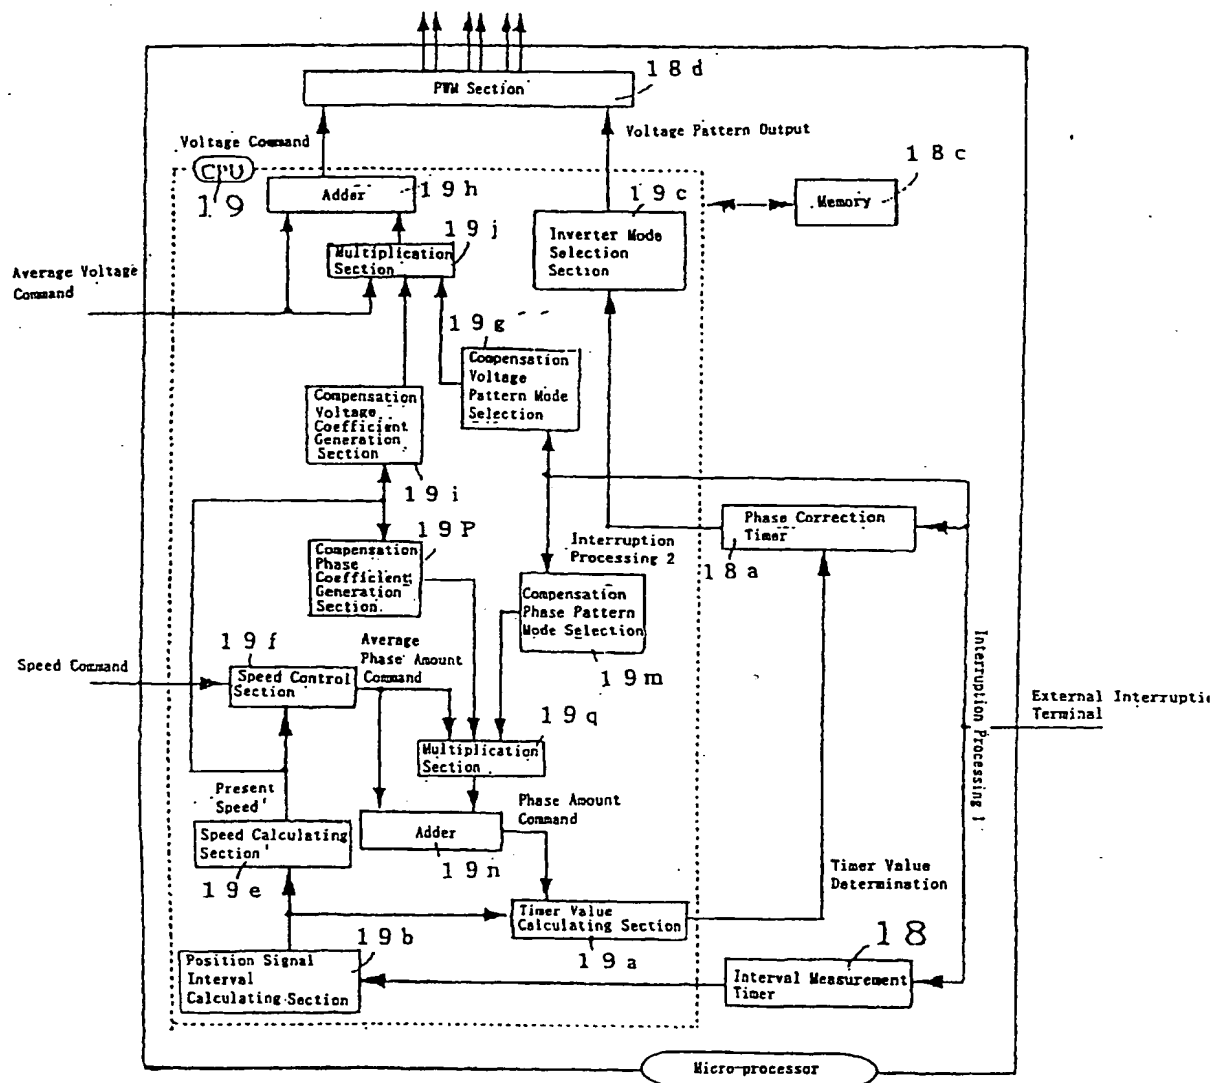 PWM Section
18d
Voltage Command
Voltage Pattern Output
CPU
19
Adder
19h
19c
18c
Memory
19j
Multiplication
Section
Inverter Mode
Selection
Section
Average Voltage
Command
19g
Compensation
Voltage
Pattern Mode
Selection
Compensation
Voltage
Coefficient
Generation
Section
19i
19P
Compensation
Phase
Coefficient
Generation
Section
Interruption
Processing 2
Phase Correction
Timer
18a
Compensation
Phase Pattern
Mode Selection
19m
19f
Average
Phase Amount
Command
Speed Command
Speed Control
Section
19q
Multiplication
Section
Interruption Processing 1
External Interruptio
Terminal
Present
Speed'
Phase Amount
Command
Speed Calculating
Section'
19e
Adder
19n
Timer Value
Determination
Timer Value
Calculating Section
19a
19b
Position Signal
Interval
Calculating Section
18
Interval Measurement
Timer
Micro-processor